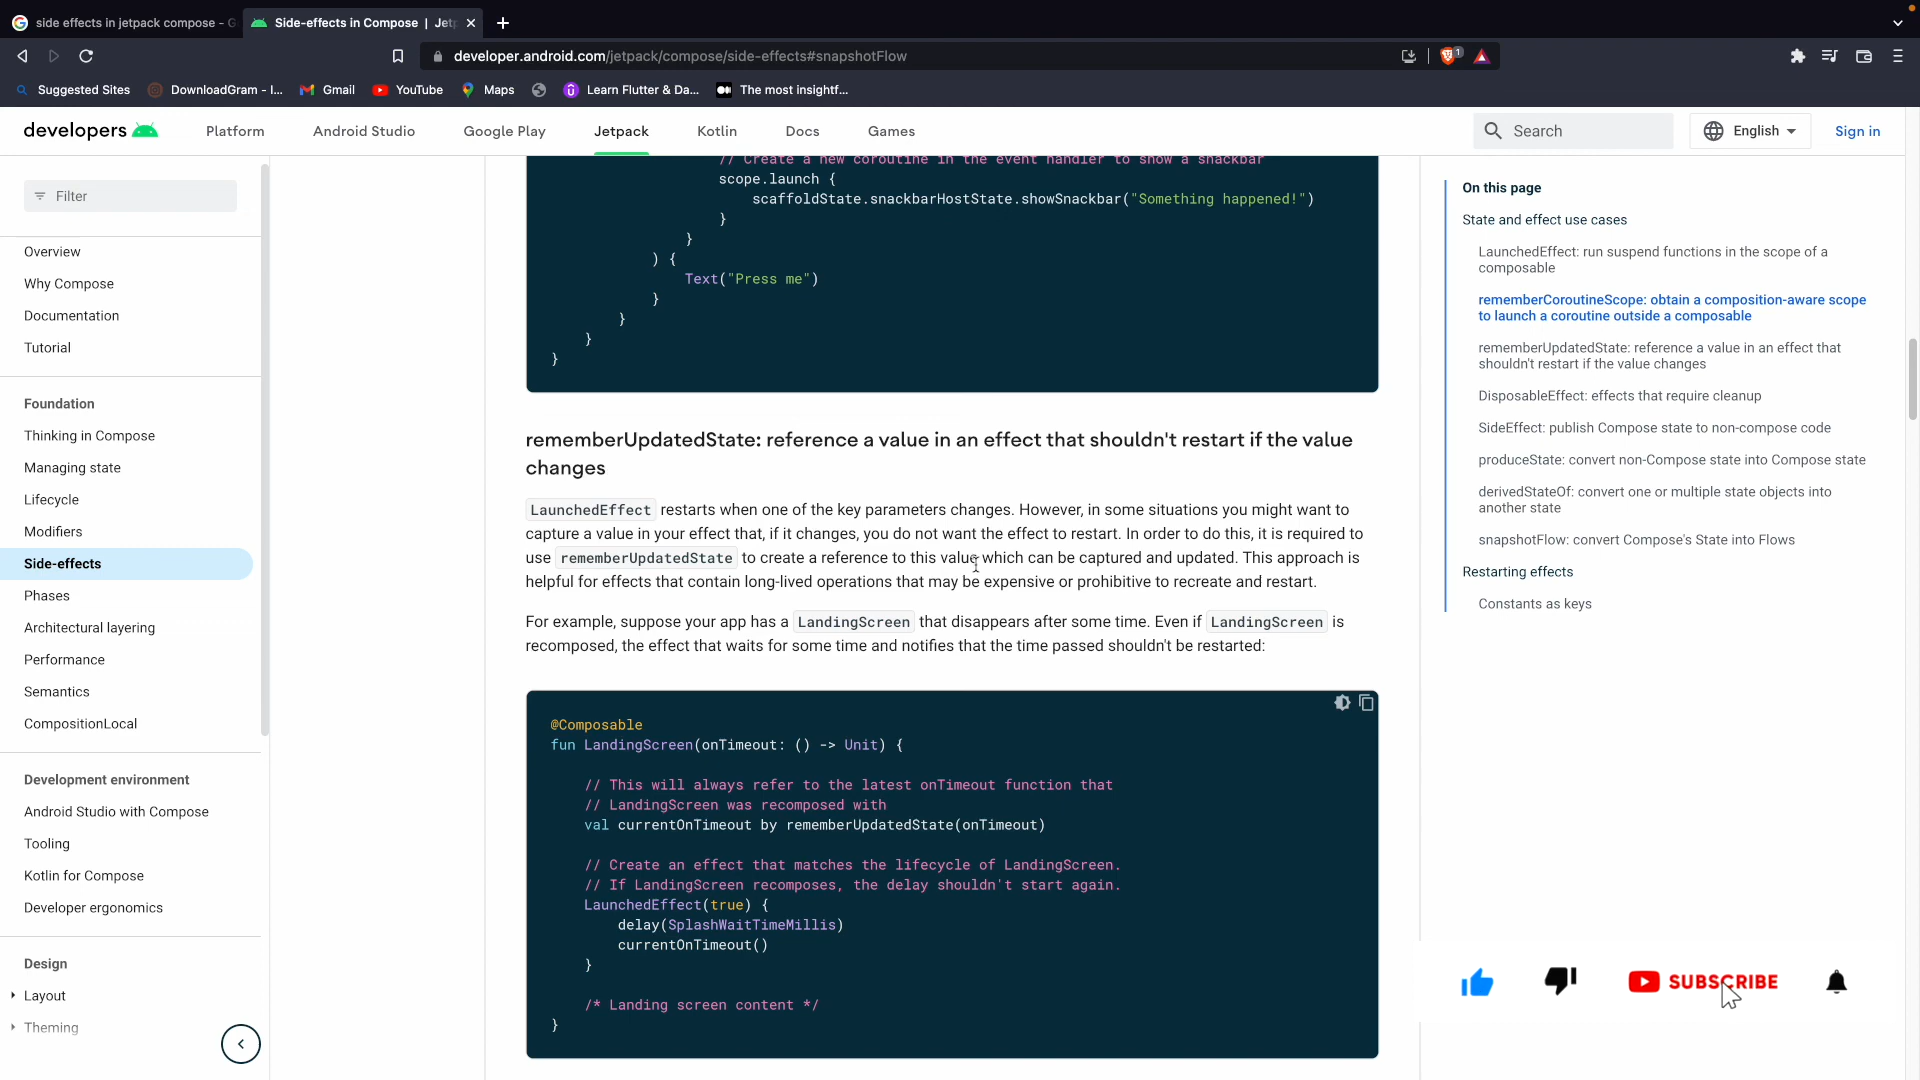 side effects in jetpack compose - G
Side-effects in Compose | Jetp
developer.android.com/jetpack/compose/side-effects#snapshotFlow
1
Suggested Sites
DownloadGram - I...
Gmail
YouTube
Maps
Learn Flutter & Da...
The most insightf...
developers
Platform
Android Studio
Google Play
Jetpack
Kotlin
Docs
Games
Search
English
Sign in
Filter
Overview
Why Compose
Documentation
Tutorial
Foundation
Thinking in Compose
Managing state
Lifecycle
Modifiers
Side-effects
Phases
Architectural layering
Performance
Semantics
CompositionLocal
Development environment
Android Studio with Compose
Tooling
Kotlin for Compose
Developer ergonomics
Design
Layout
Theming
// Create a new coroutine in the event handler to show a snackbar
scope.launch {
scaffoldState.snackbarHostState.showSnackbar("Something happened!")
}
}
) {
Text("Press me")
}
}
}
}
rememberUpdatedState: reference a value in an effect that shouldn't restart if the value
changes
LaunchedEffect restarts when one of the key parameters changes. However, in some situations you might want to
capture a value in your effect that, if it changes, you do not want the effect to restart. In order to do this, it is required to
use rememberUpdatedState to create a reference to this value which can be captured and updated. This approach is
helpful for effects that contain long-lived operations that may be expensive or prohibitive to recreate and restart.
For example, suppose your app has a LandingScreen that disappears after some time. Even if LandingScreen is
recomposed, the effect that waits for some time and notifies that the time passed shouldn't be restarted:
@Composable
fun LandingScreen(onTimeout: () -> Unit) {
// This will always refer to the latest onTimeout function that
// LandingScreen was recomposed with
val currentOnTimeout by rememberUpdatedState(onTimeout)
// Create an effect that matches the lifecycle of LandingScreen.
// If LandingScreen recomposes, the delay shouldn't start again.
LaunchedEffect(true) {
delay(SplashWaitTimeMillis)
currentOnTimeout()
}
/* Landing screen content */
}
On this page
State and effect use cases
LaunchedEffect: run suspend functions in the scope of a
composable
rememberCoroutineScope: obtain a composition-aware scope
to launch a coroutine outside a composable
rememberUpdatedState: reference a value in an effect that
shouldn't restart if the value changes
DisposableEffect: effects that require cleanup
SideEffect: publish Compose state to non-compose code
produceState: convert non-Compose state into Compose state
derivedStateOf: convert one or multiple state objects into
another state
snapshotFlow: convert Compose's State into Flows
Restarting effects
Constants as keys
SUBSCRIBE